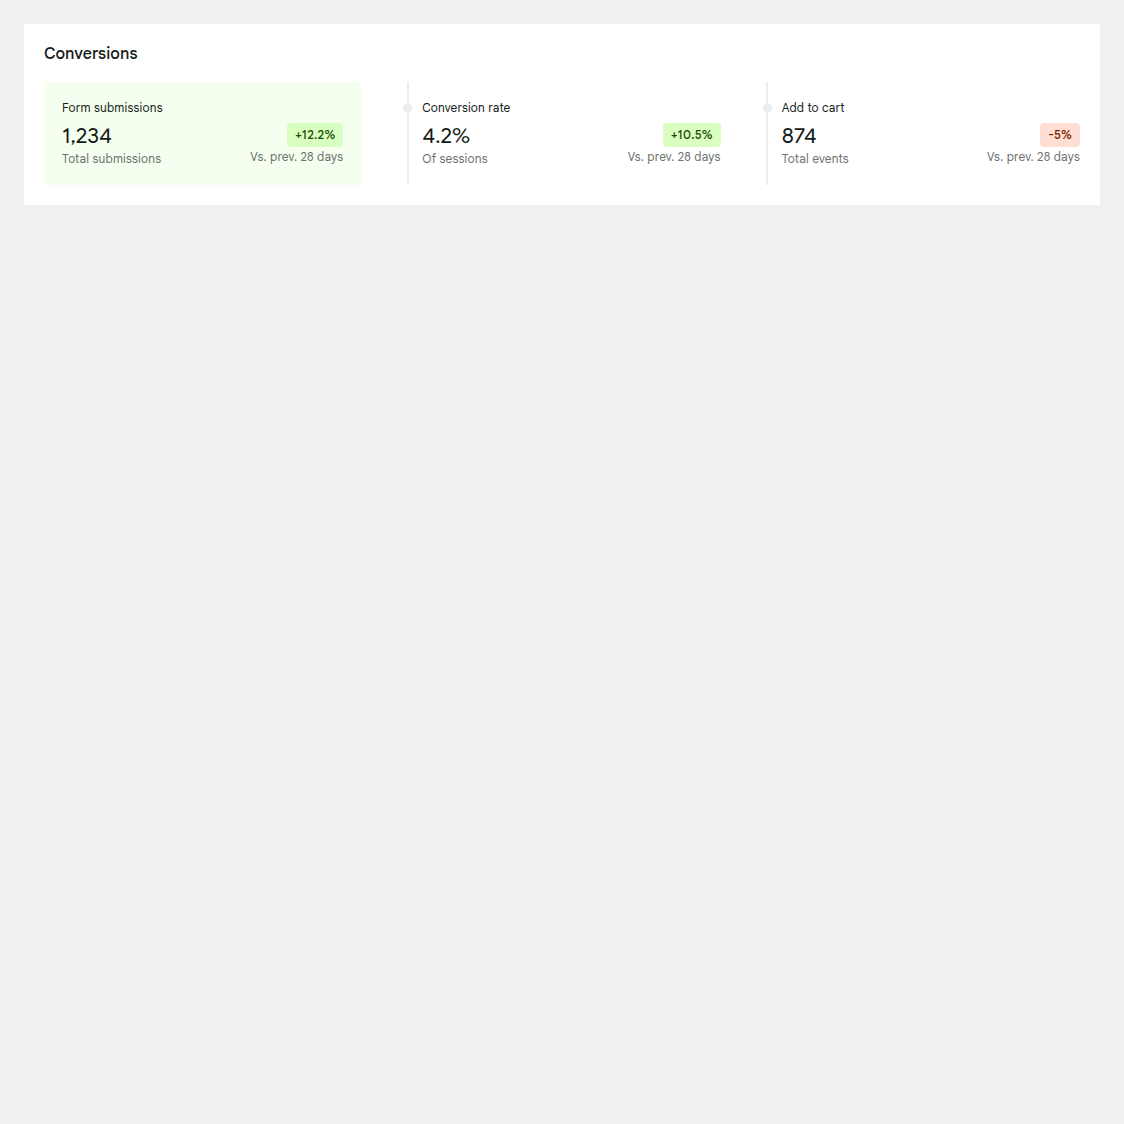 Conversions
Form submissions
1,234
+12.2%
Total submissions
Vs. prev. 28 days
Conversion rate
4.2%
+10.5%
Of sessions
Vs. prev. 28 days
Add to cart
874
-5%
Total events
Vs. prev. 28 days